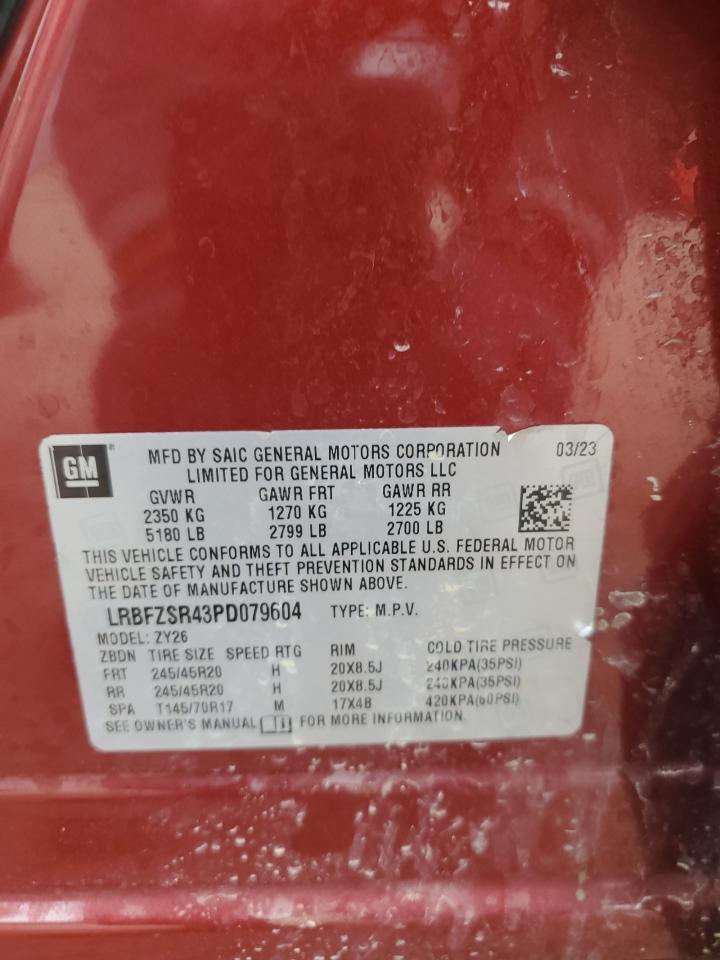 GM
MFD BY SAIC GENERAL MOTORS CORPORATION 03/23
LIMITED FOR GENERAL MOTORS LLC
GVWR GAWR FRT GAWR RR
2350 KG 1270 KG 1225 KG
5180 LB 2799 LB 2700 LB
THIS VEHICLE CONFORMS TO ALL APPLICABLE U.S. FEDERAL MOTOR
VEHICLE SAFETY AND THEFT PREVENTION STANDARDS IN EFFECT ON
THE DATE OF MANUFACTURE SHOWN ABOVE.
LRBFZSR43PD079604 TYPE: M.P.V.
MODEL: ZY26
ZBDN TIRE SIZE SPEED RTG RIM COLD TIRE PRESSURE
FRT 245/45R20 H 20X8.5J 240KPA(35PSI)
RR 245/45R20 H 20X8.5J 240KPA(35PSI)
SPA T145/70R17 M 17X4B 420KPA(60PSI)
SEE OWNER'S MANUAL FOR MORE INFORMATION.